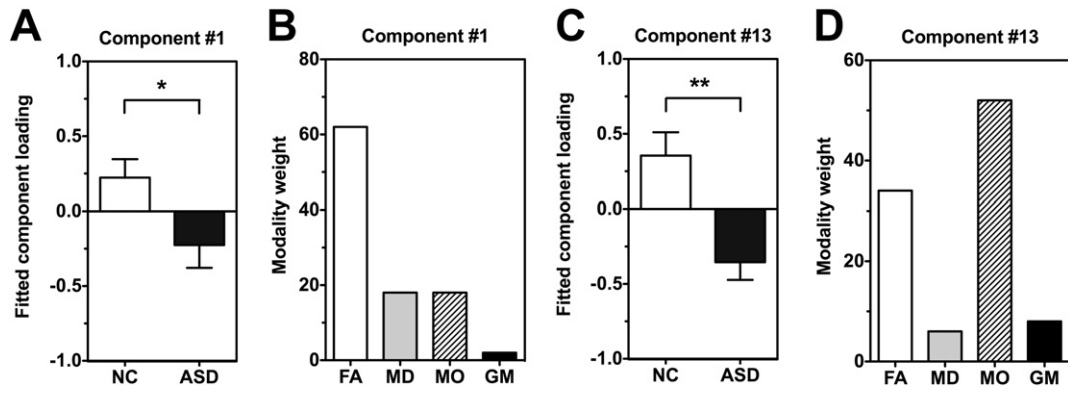 A
Component #1
Fitted component loading
1.0
0.5
0.0
-0.5
-1.0
*
NC ASD
B
Component #1
Modality weight
80
60
40
20
0
FA MD MO GM
C
Component #13
Fitted component loading
1.0
0.5
0.0
-0.5
-1.0
**
NC ASD
D
Component #13
Modality weight
60
40
20
0
FA MD MO GM